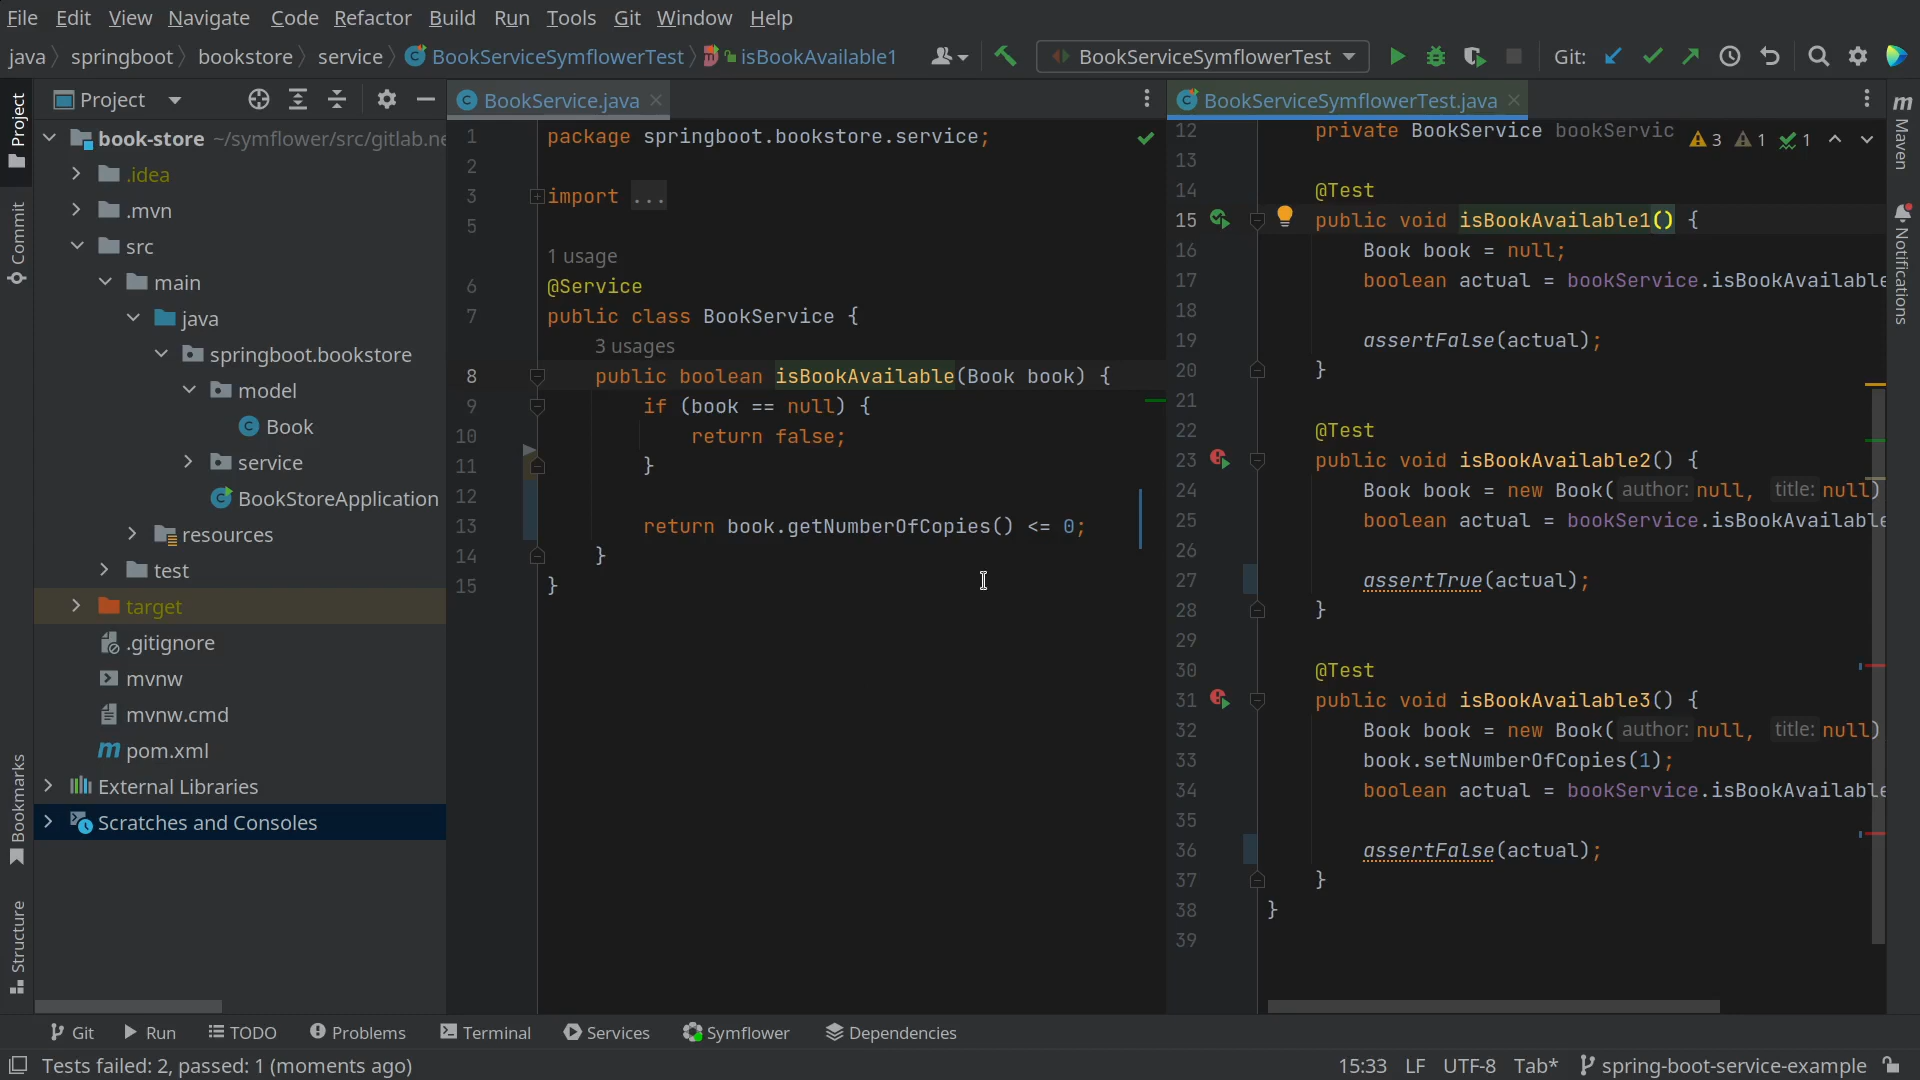 File Edit View Navigate Code Refactor Build Run Tools Git Window Help
java springboot bookstore service BookServiceSymflowerTest isBookAvailable1 BookServiceSymflowerTest Git:
Project
Commit
Bookmarks
Structure
Project
book-store ~/symflower/src/gitlab.ne
.idea
.mvn
src
main
java
springboot.bookstore
model
Book
service
BookStoreApplication
resources
test
target
.gitignore
mvnw
mvnw.cmd
pom.xml
External Libraries
Scratches and Consoles
BookService.java
1 package springboot.bookstore.service;
2
3 import ...
5
1 usage
6 @Service
7 public class BookService {
3 usages
8 public boolean isBookAvailable(Book book) {
9 if (book == null) {
10 return false;
11 }
12
13 return book.getNumberOfCopies() <= 0;
14 }
15 }
BookServiceSymflowerTest.java
12 private BookService bookServic 3 1 1
13
14 @Test
15 public void isBookAvailable1() {
16 Book book = null;
17 boolean actual = bookService.isBookAvailable
18
19 assertFalse(actual);
20 }
21
22 @Test
23 public void isBookAvailable2() {
24 Book book = new Book( author: null, title: null)
25 boolean actual = bookService.isBookAvailable
26
27 assertTrue(actual);
28 }
29
30 @Test
31 public void isBookAvailable3() {
32 Book book = new Book( author: null, title: null)
33 book.setNumberOfCopies(1);
34 boolean actual = bookService.isBookAvailable
35
36 assertFalse(actual);
37 }
38 }
39
m Maven
Notifications
Git Run TODO Problems Terminal Services Symflower Dependencies
Tests failed: 2, passed: 1 (moments ago) 15:33 LF UTF-8 Tab* spring-boot-service-example